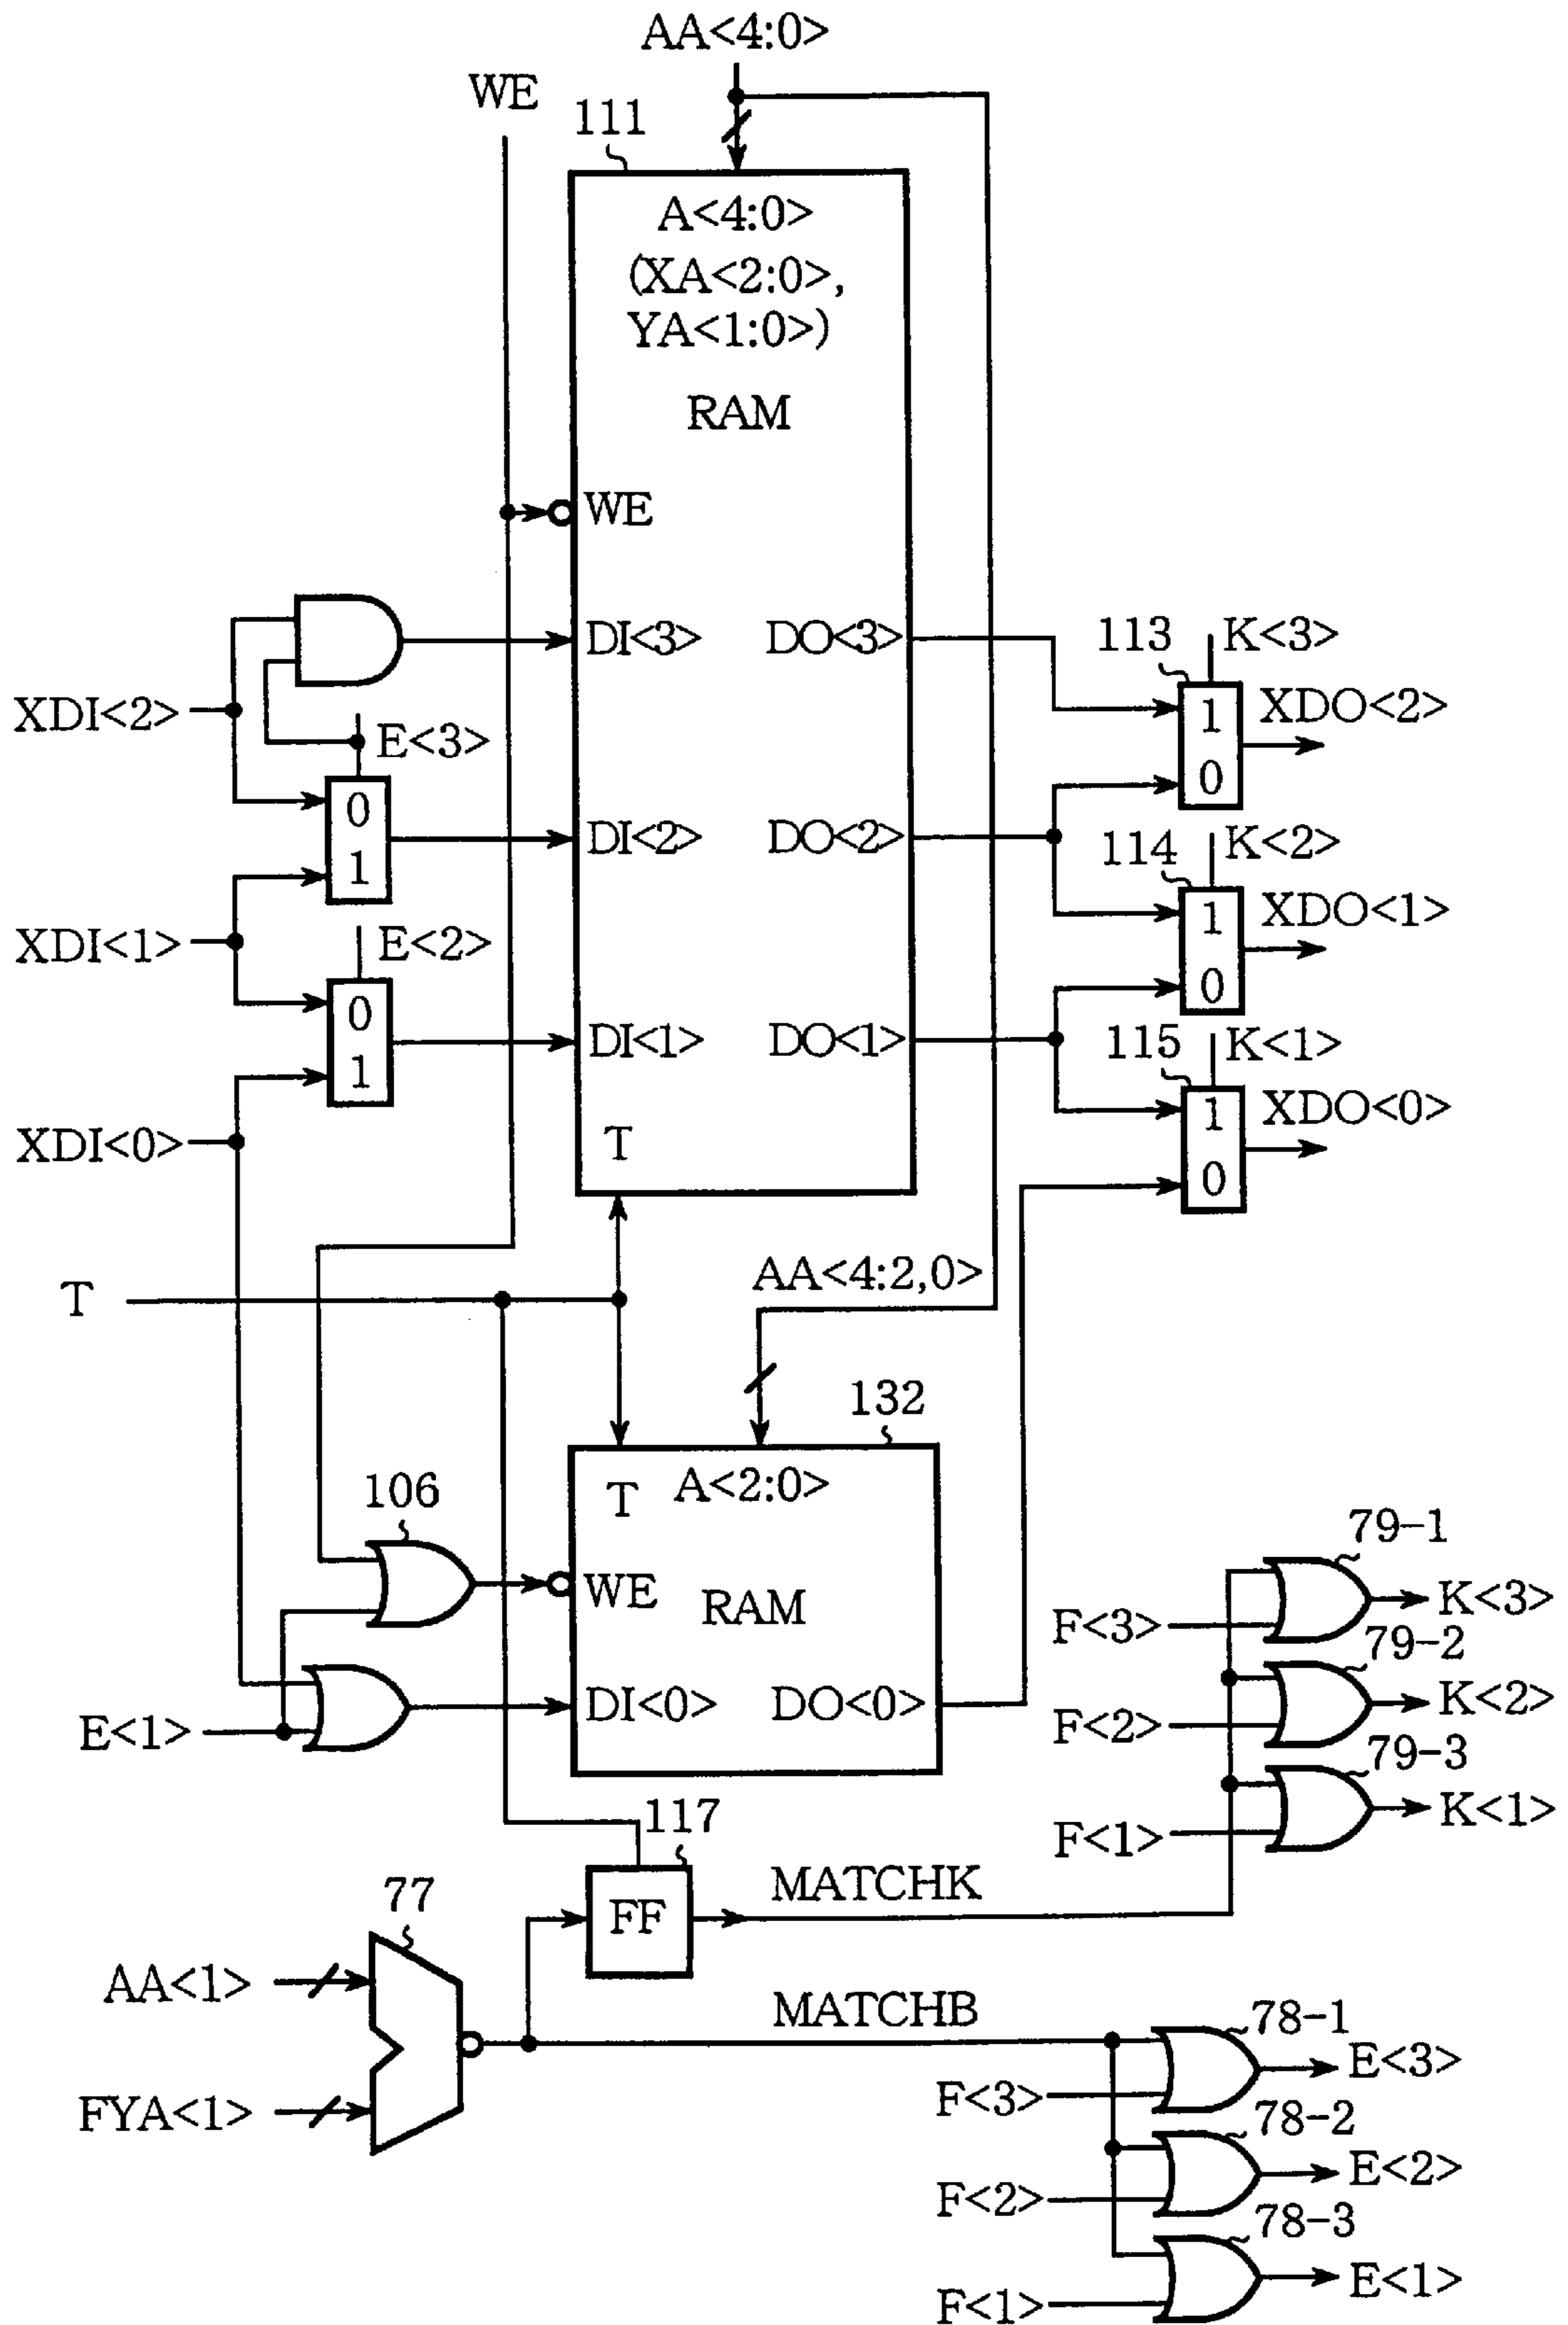 AA<4:0>
WE
111
A<4:0>
(XA<2:0>,
YA<1:0>)
RAM
WE
DI<3>
DO<3>
113
K<3>
XDI<2>
1
0
XDO<2>
E<3>
0
1
DI<2>
DO<2>
114
K<2>
XDI<1>
1
0
XDO<1>
E<2>
0
1
DI<1>
DO<1>
115
K<1>
XDI<0>
1
0
XDO<0>
T
T
AA<4:2,0>
132
106
T
A<2:0>
WE
RAM
79-1
F<3>
K<3>
79-2
E<1>
DI<0>
DO<0>
F<2>
K<2>
79-3
117
F<1>
K<1>
77
FF
MATCHK
AA<1>
MATCHB
78-1
F<3>
E<3>
FYA<1>
78-2
F<2>
E<2>
78-3
F<1>
E<1>